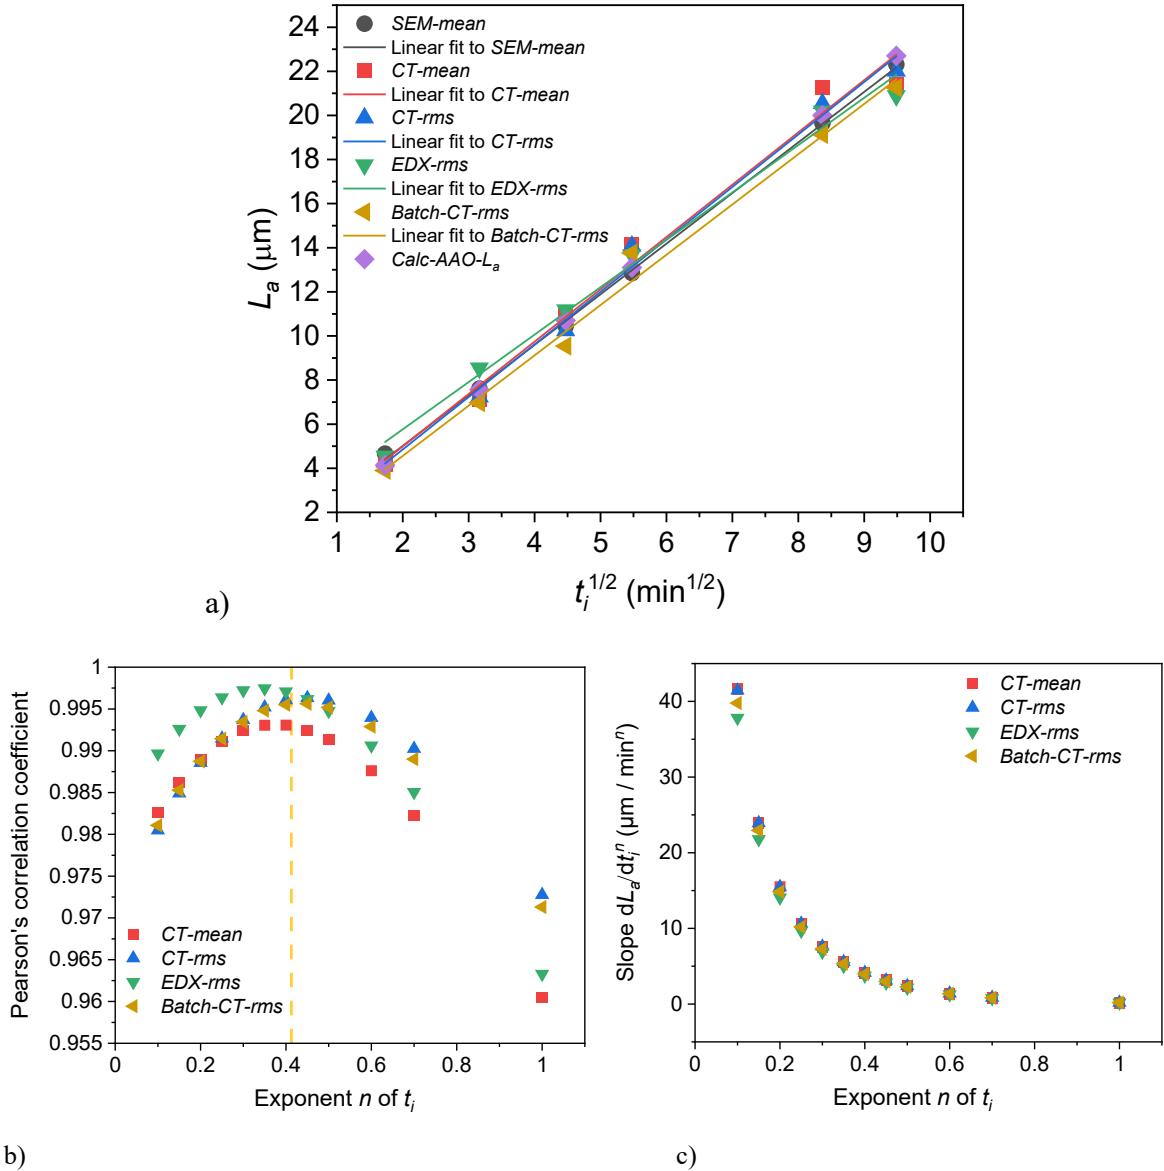 SEM-mean
Linear fit to SEM-mean
CT-mean
Linear fit to CT-mean
CT-rms
Linear fit to CT-rms
EDX-rms
Linear fit to EDX-rms
Batch-CT-rms
Linear fit to Batch-CT-rms
Calc-AAO-Lₐ
24
22
20
18
16
14
12
10
8
6
4
2
Lₐ (μm)
1 2 3 4 5 6 7 8 9 10
tᵢ^1/2 (min^1/2)
a)
1
0.995
0.99
0.985
0.98
0.975
0.97
0.965
0.96
0.955
Pearson's correlation coefficient
CT-mean
CT-rms
EDX-rms
Batch-CT-rms
0 0.2 0.4 0.6 0.8 1
Exponent n of tᵢ
b)
40
30
20
10
0
Slope dLₐ/dtᵢⁿ (μm / minⁿ)
CT-mean
CT-rms
EDX-rms
Batch-CT-rms
0 0.2 0.4 0.6 0.8 1
Exponent n of tᵢ
c)